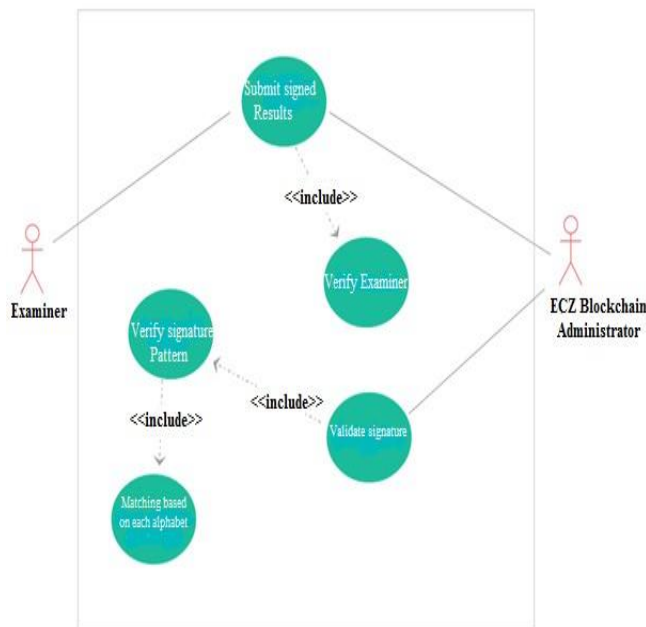 Submit signed
Results
<<include>>
Verify Examiner
Examiner
ECZ Blockchain
Administrator
Verify signature
Pattern
<<include>>
<<include>>
Validate signature
Matching based
on each alphabet